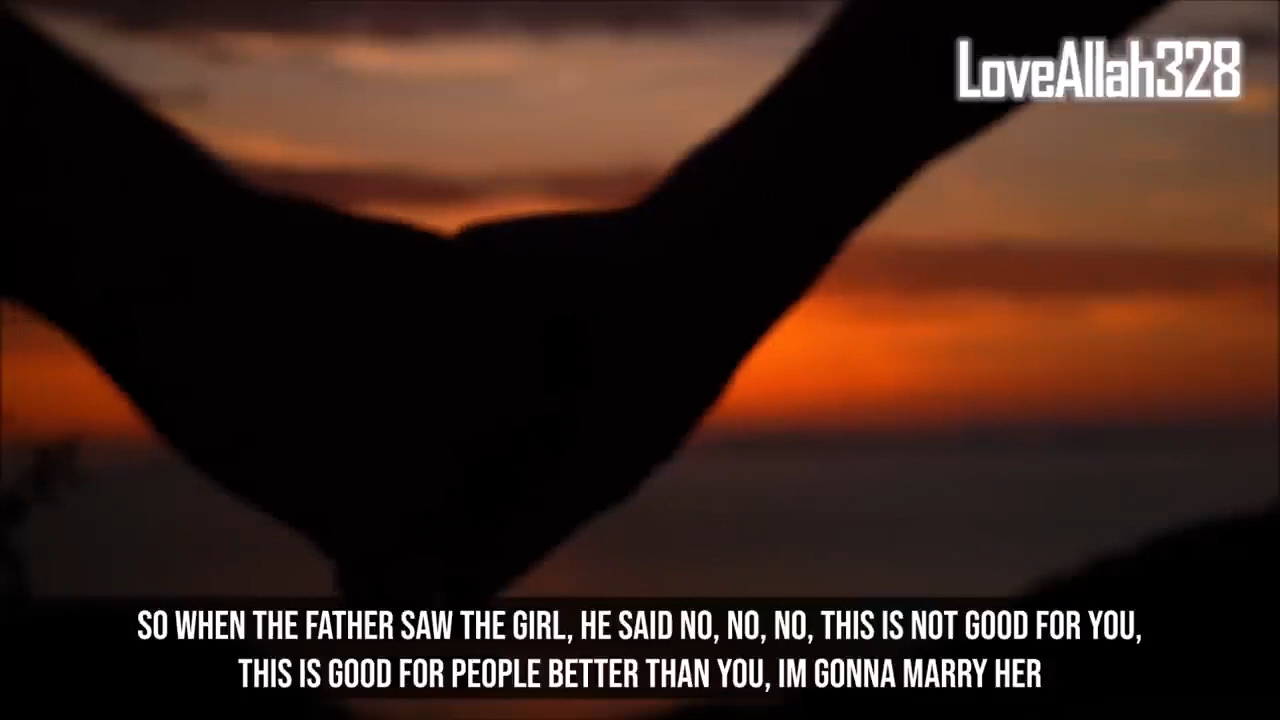 LoveAllah328
SO WHEN THE FATHER SAW THE GIRL, HE SAID NO, NO, NO, THIS IS NOT GOOD FOR YOU,
THIS IS GOOD FOR PEOPLE BETTER THAN YOU, IM GONNA MARRY HER